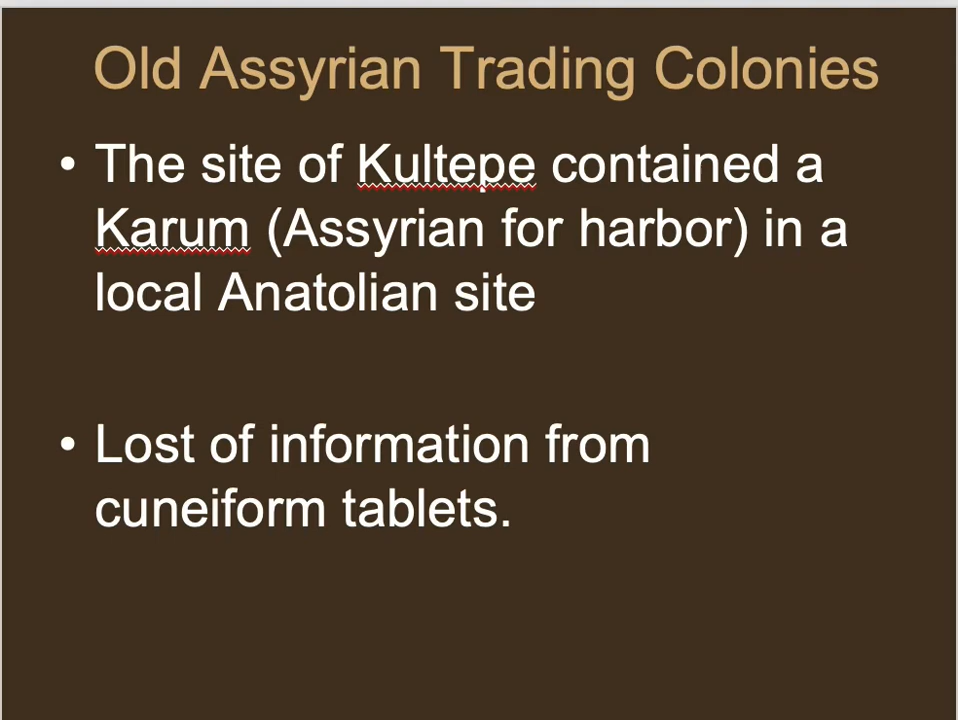 Old Assyrian Trading Colonies
• The site of Kultepe contained a
Karum (Assyrian for harbor) in a
local Anatolian site
• Lost of information from
cuneiform tablets.